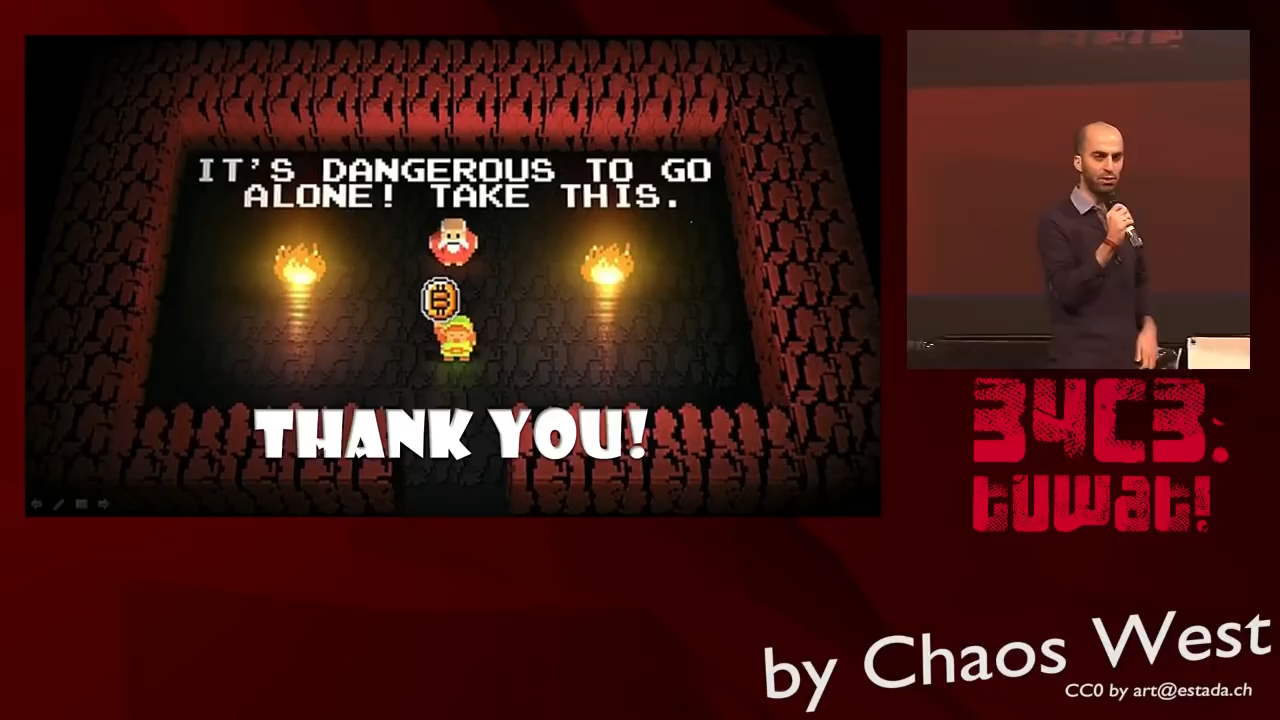 IT'S DANGEROUS TO GO
ALONE! TAKE THIS.
THANK YOU!
34C3:
tuwat!
by Chaos West
CC0 by art@estada.ch